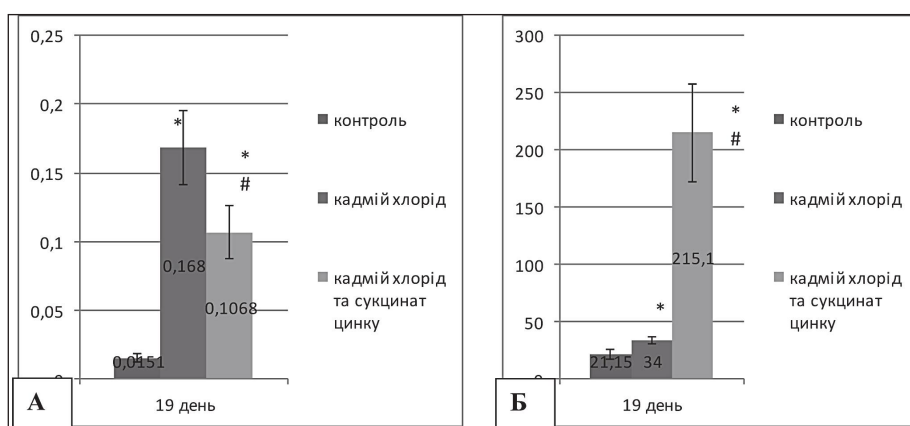 0,25
0,2
0,15
0,1
0,05
0
*
*
#
0,0151
0,168
0,1068
19 день
контроль
кадмій хлорід
кадмій хлорід
та сукцинат
цинку
А
300
250
200
150
100
50
0
*
*
#
21,15
34
215,1
19 день
контроль
кадмій хлорід
кадмій хлорід
та сукцинат
цинку
Б